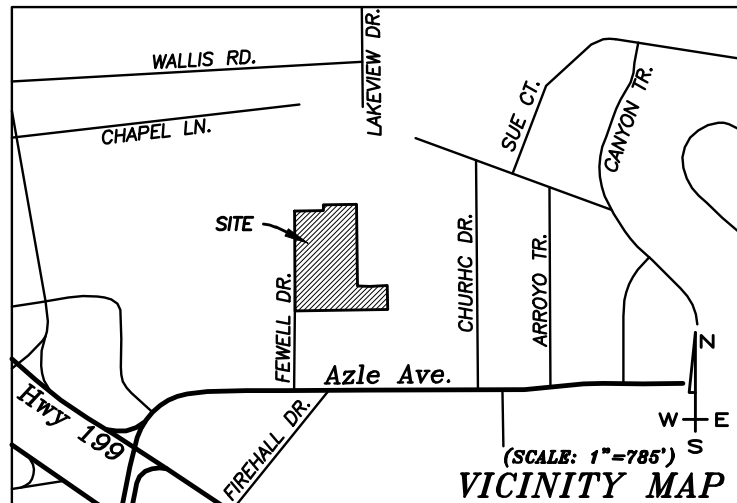 LAKEVIEW DR.
WALLIS RD.
CHAPEL LN.
SUE CT.
CANYON TR.
SITE
CHURHC DR.
ARROYO TR.
FEWELL DR.
Azle Ave.
Hwy 199
FIREHALL DR.
N
W E
S
(SCALE: 1"=785')
VICINITY MAP